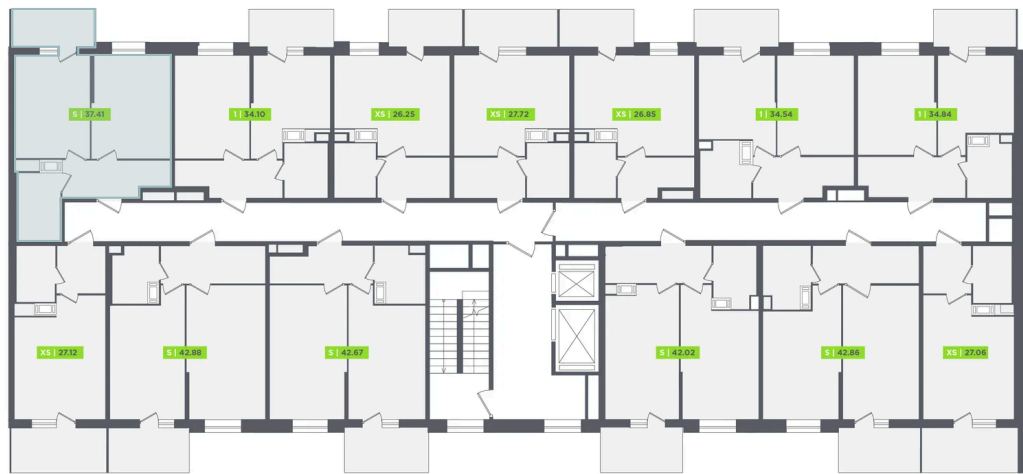 S | 37.41
1 | 34.10
XS | 26.25
XS | 27.72
XS | 26.85
1 | 34.54
1 | 34.84
XS | 27.12
S | 42.88
S | 42.67
S | 42.02
S | 42.86
XS | 27.06